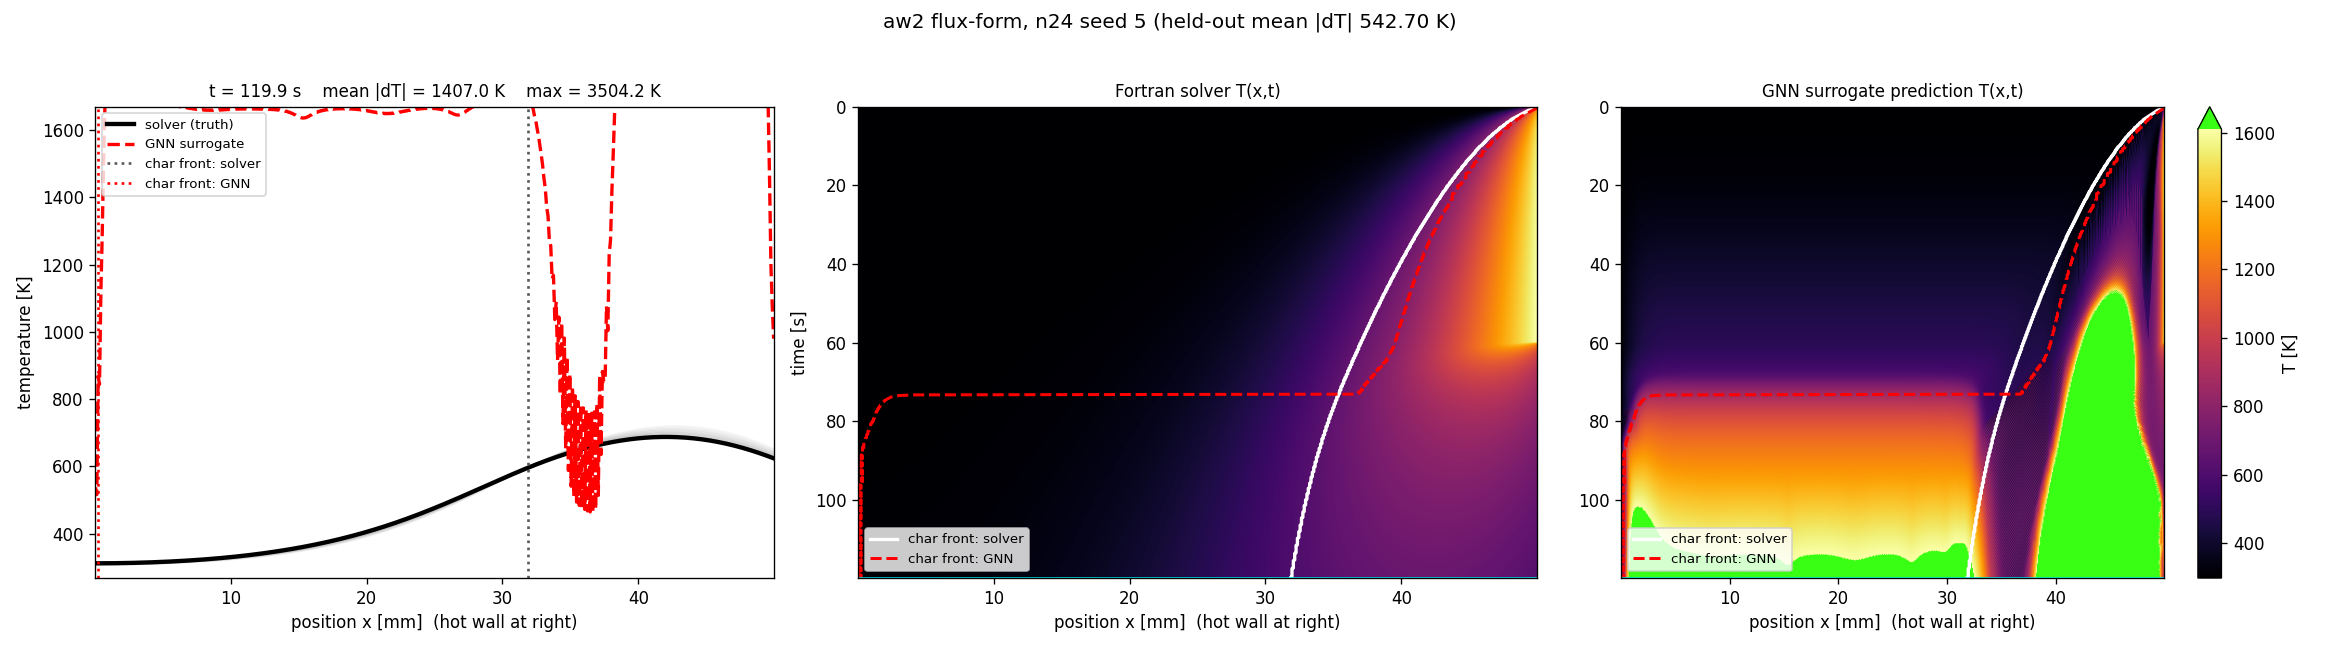 aw2 flux-form, n24 seed 5 (held-out mean |dT| 542.70 K)
t = 119.9 s    mean |dT| = 1407.0 K    max = 3504.2 K
solver (truth)
GNN surrogate
char front: solver
char front: GNN
temperature [K]
1600
1400
1200
1000
800
600
400
10
20
30
40
position x [mm]  (hot wall at right)
Fortran solver T(x,t)
time [s]
0
20
40
60
80
100
char front: solver
char front: GNN
10
20
30
40
position x [mm]  (hot wall at right)
GNN surrogate prediction T(x,t)
0
20
40
60
80
100
char front: solver
char front: GNN
10
20
30
40
position x [mm]  (hot wall at right)
1600
1400
1200
1000
800
600
400
T [K]